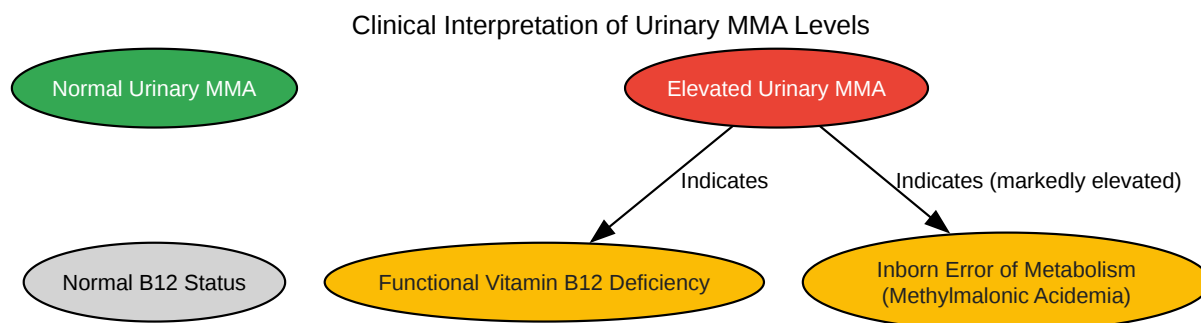 Clinical Interpretation of Urinary MMA Levels
Normal Urinary MMA
Elevated Urinary MMA
Indicates
Indicates (markedly elevated)
Normal B12 Status
Functional Vitamin B12 Deficiency
Inborn Error of Metabolism
(Methylmalonic Acidemia)